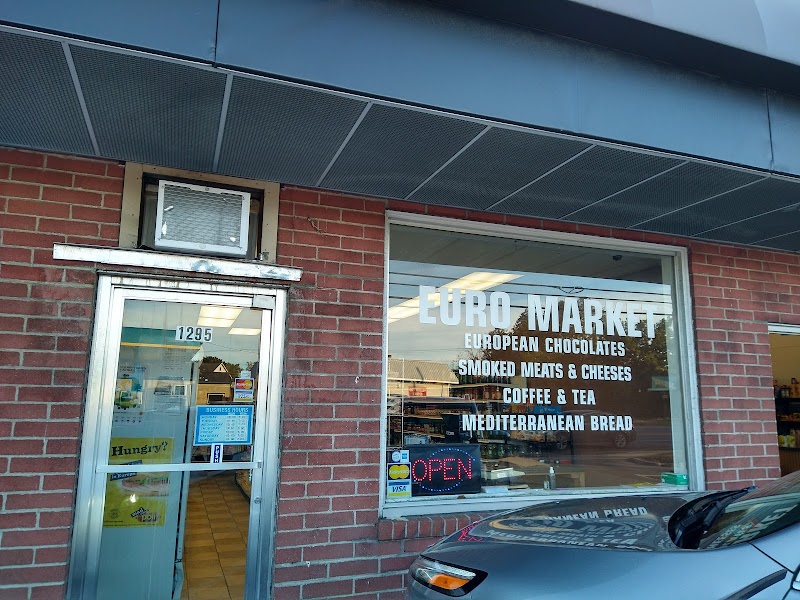 1295
BUSINESS HOURS
Hungry?
EURO MARKET
EUROPEAN CHOCOLATES
SMOKED MEATS & CHEESES
COFFEE & TEA
MEDITERRANEAN BREAD
OPEN
VISA